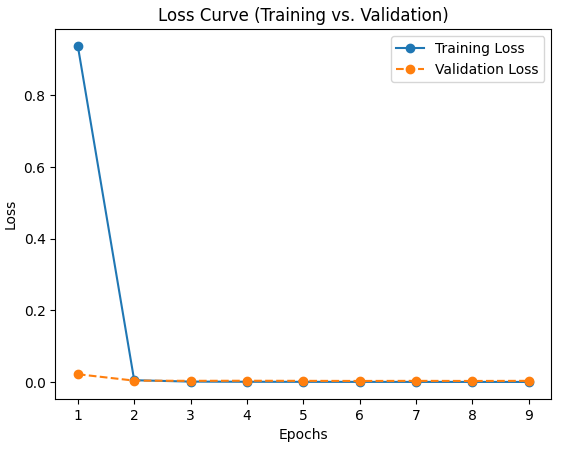 Loss Curve (Training vs. Validation)
Training Loss
Validation Loss
0.8
0.6
0.4
0.2
0.0
Loss
1 2 3 4 5 6 7 8 9
Epochs